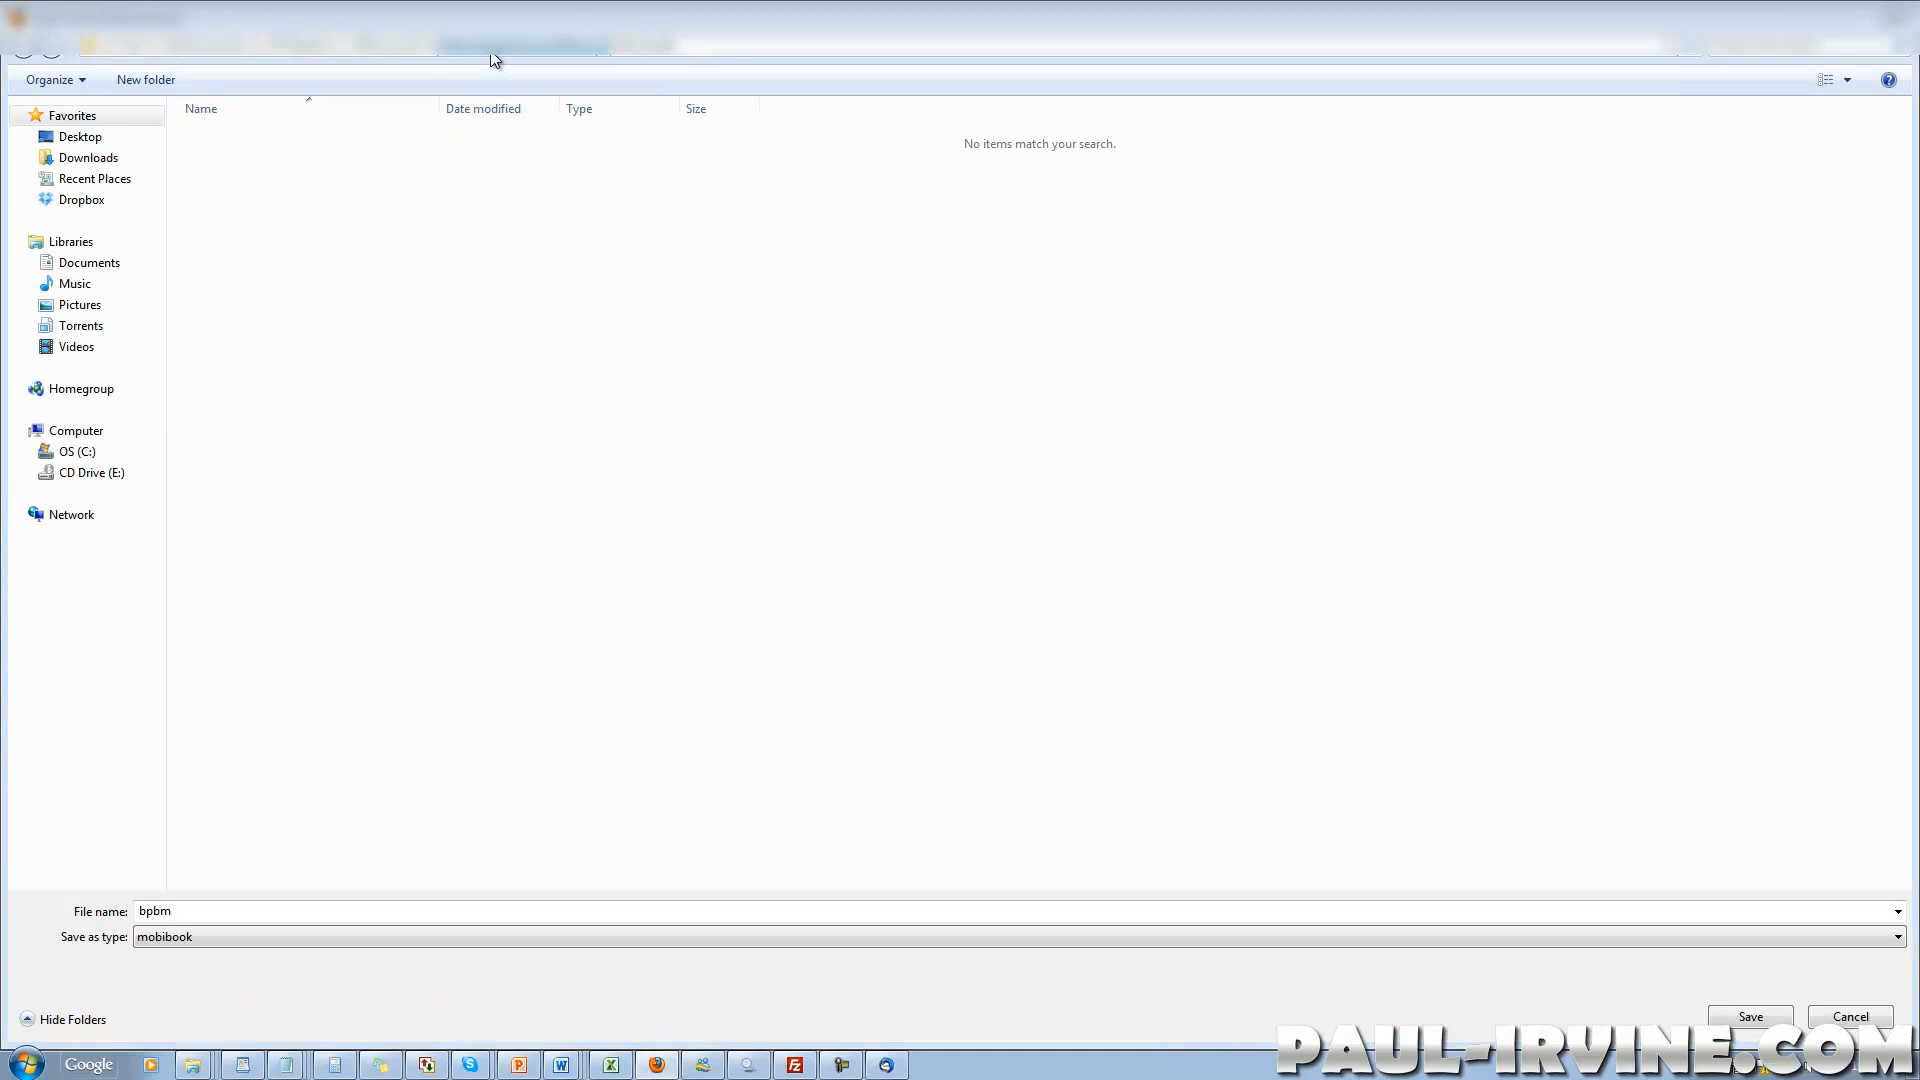 Organize
New folder
Name
Date modified
Type
Size
No items match your search.
Favorites
Desktop
Downloads
Recent Places
Dropbox
Libraries
Documents
Music
Pictures
Torrents
Videos
Homegroup
Computer
OS (C:)
CD Drive (E:)
Network
File name: bpbm
Save as type: mobibook
Hide Folders
Save
Cancel
Google
PAUL-IRVINE.COM